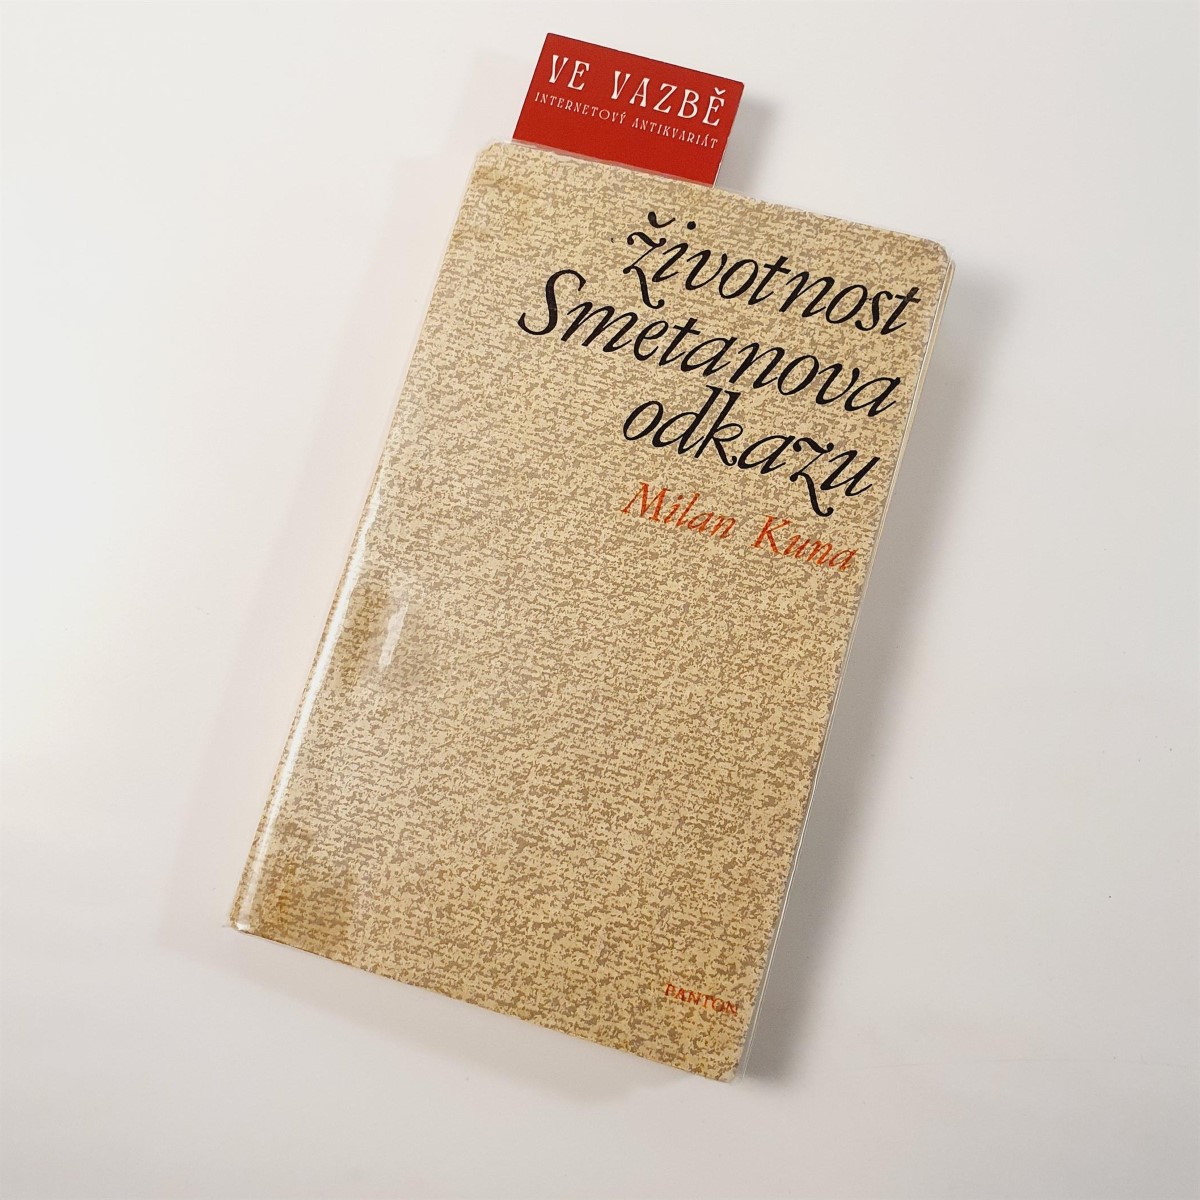 VE VAZBĚ
INTERNETOVÝ ANTIKVARIÁT
životnost
Smetanova
odkazu
Milan Kuna
PANTON